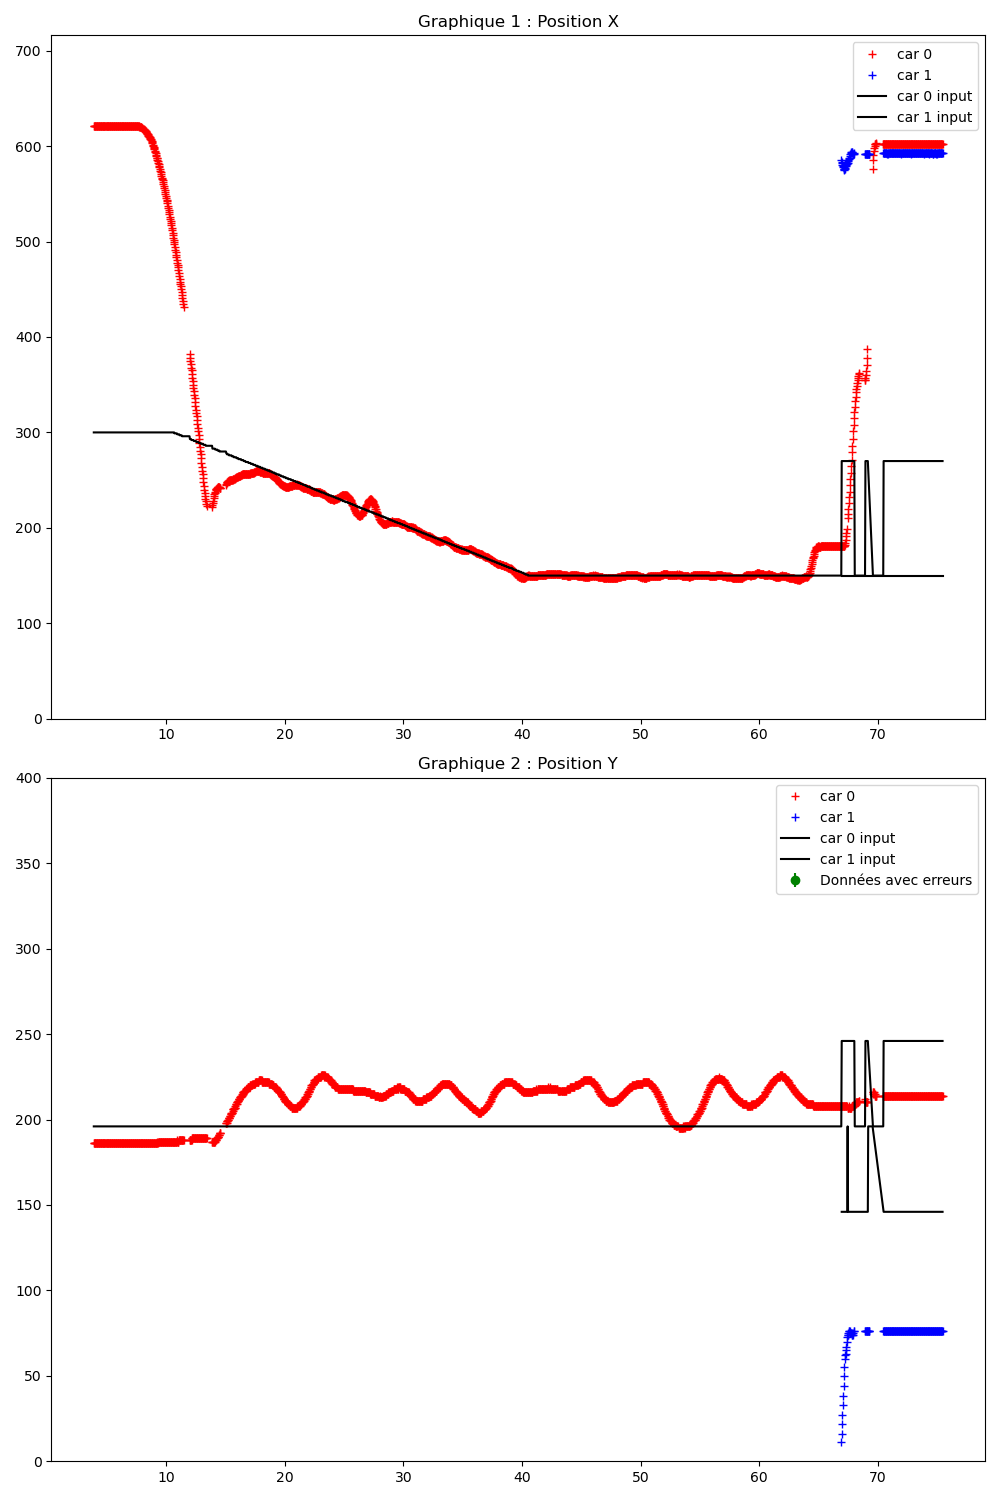 Graphique 1 : Position X
700
600
500
400
300
200
100
0
car 0
car 1
car 0 input
car 1 input
10 20 30 40 50 60 70
Graphique 2 : Position Y
400
350
300
250
200
150
100
50
0
car 0
car 1
car 0 input
car 1 input
Données avec erreurs
10 20 30 40 50 60 70